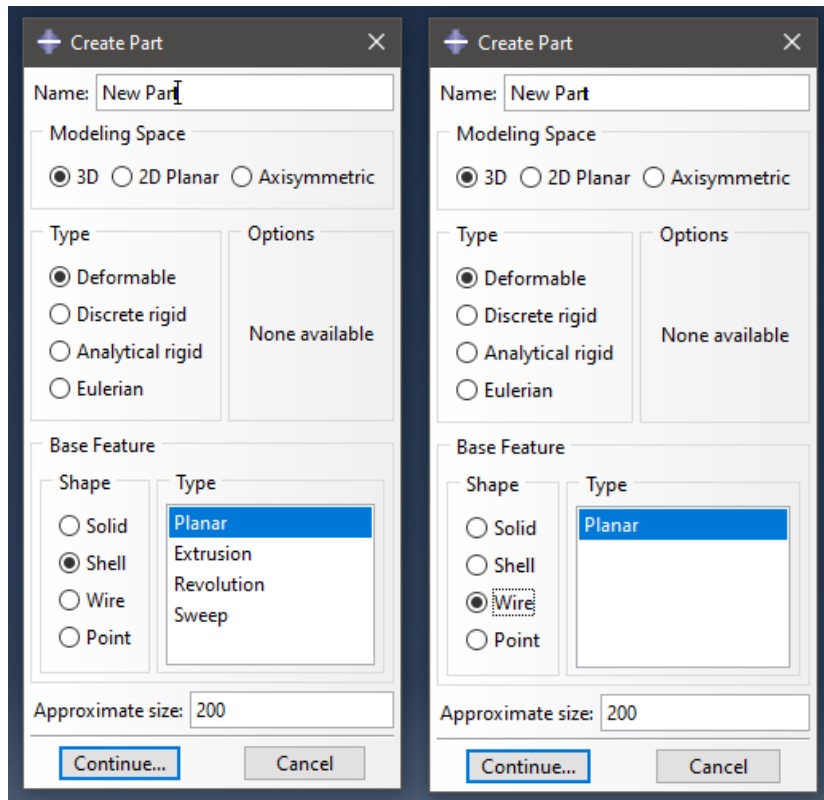 Create Part
Name: New Part
Modeling Space
3D 2D Planar Axisymmetric
Type
Deformable
Discrete rigid
Analytical rigid
Eulerian
Options
None available
Base Feature
Shape
Solid
Shell
Wire
Point
Type
Planar
Extrusion
Revolution
Sweep
Approximate size: 200
Continue... Cancel
Create Part
Name: New Part
Modeling Space
3D 2D Planar Axisymmetric
Type
Deformable
Discrete rigid
Analytical rigid
Eulerian
Options
None available
Base Feature
Shape
Solid
Shell
Wire
Point
Type
Planar
Approximate size: 200
Continue... Cancel